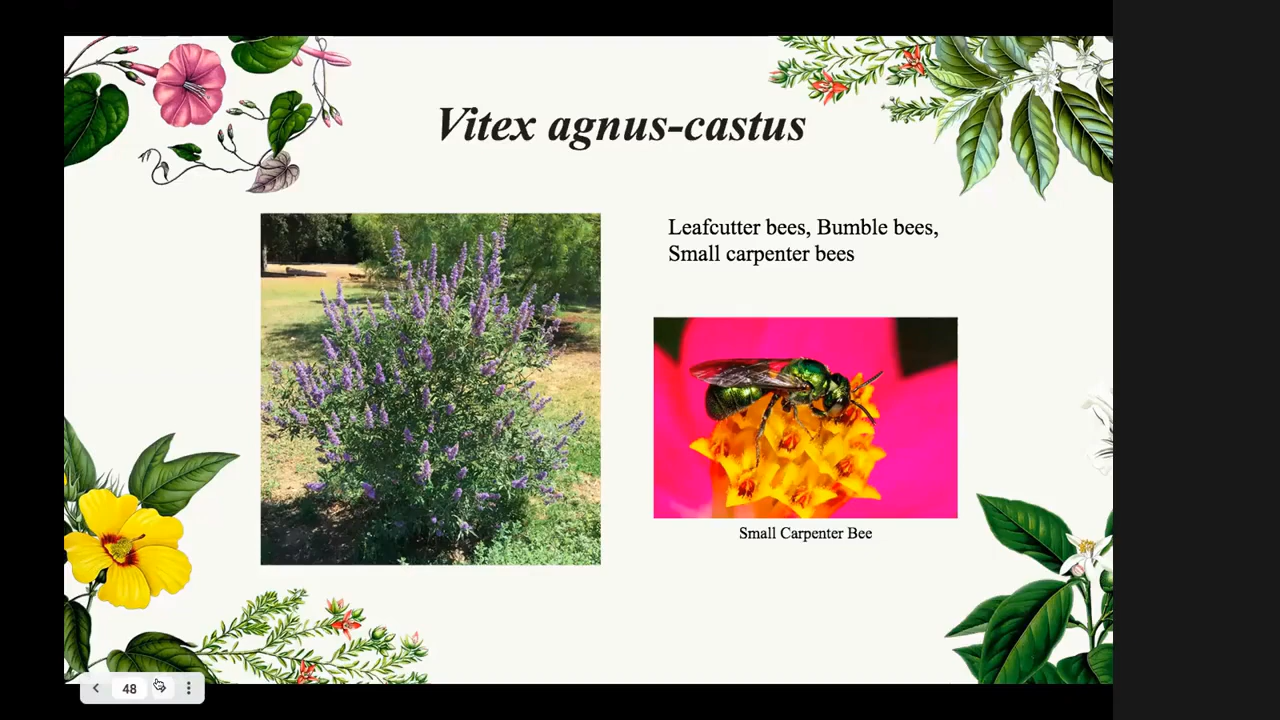 Vitex agnus-castus
Leafcutter bees, Bumble bees,
Small carpenter bees
Small Carpenter Bee
48